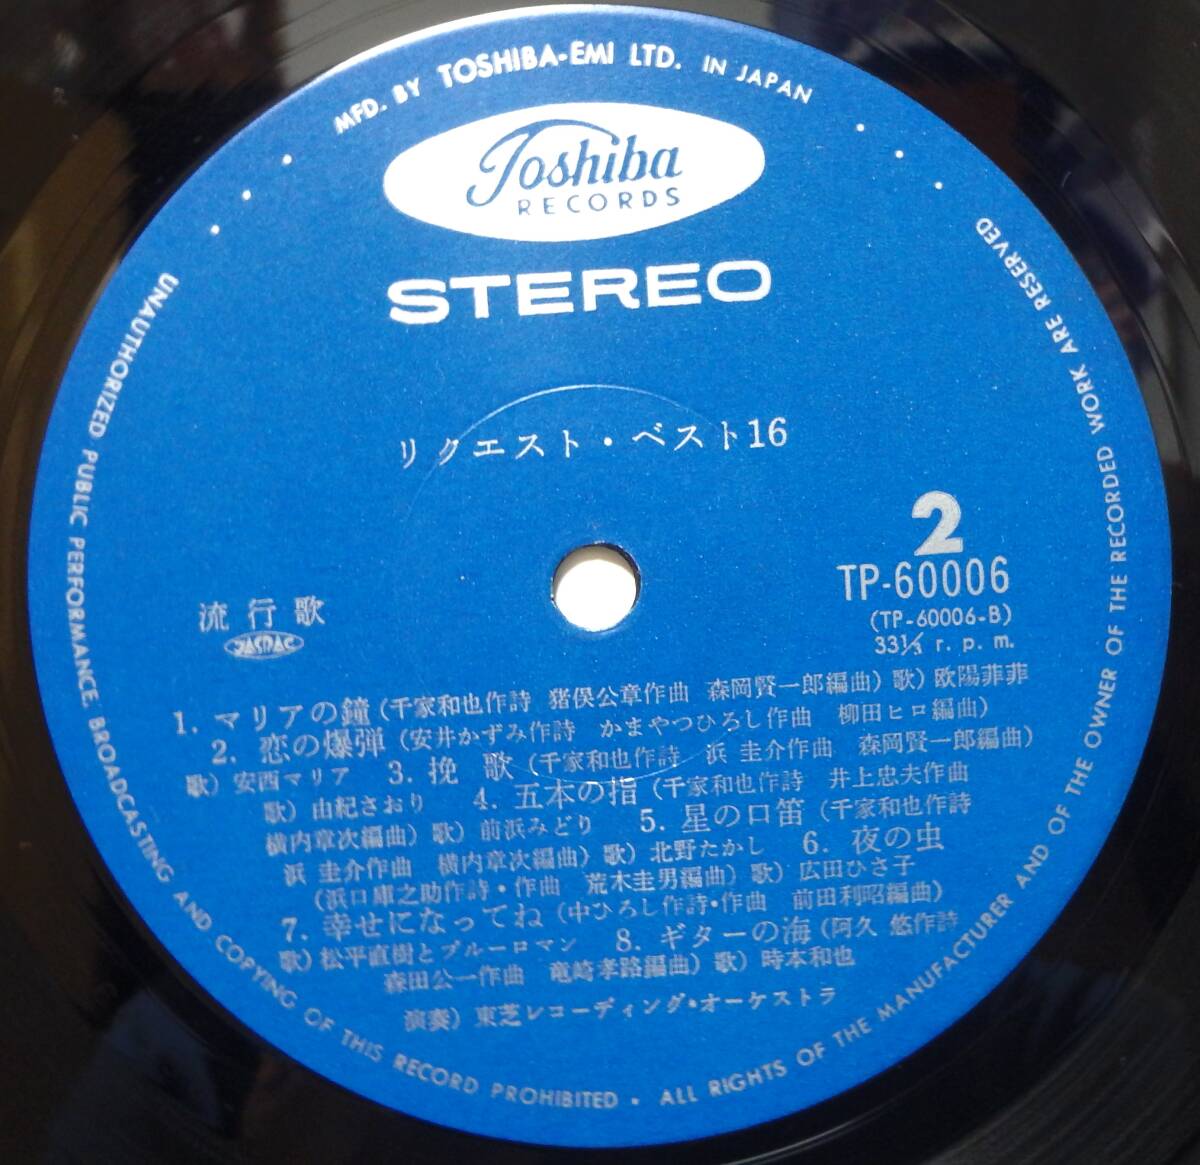 MFD. BY TOSHIBA-EMI LTD. IN JAPAN
Toshiba
RECORDS
STEREO
リクエスト・ベスト16
2
TP-60006
(TP-60006-B)
33⅓ r. p. m.
流行歌
JASRAC
1. マリアの鐘(千家和也作詩 猪俣公章作曲 森岡賢一郎編曲)歌)欧陽菲菲
2. 恋の爆弾(安井かずみ作詩 かまやつひろし作曲 柳田ヒロ編曲)
歌)安西マリア 3. 挽 歌(千家和也作詩 浜 圭介作曲 森岡賢一郎編曲)
歌)由紀さおり 4. 五本の指(千家和也作詩 井上忠夫作曲
横内章次編曲)歌)前浜みどり 5. 星の口笛(千家和也作詩
浜 圭介作曲 横内章次編曲)歌)北野たかし 6. 夜の虫
(浜口庫之助作詩・作曲 荒木圭男編曲)歌)広田ひさ子
7. 幸せになってね(中ひろし作詩・作曲 前田利昭編曲)
歌)松平直樹とブルーロマン 8. ギターの海(阿久 悠作詩
森田公一作曲 竜崎孝路編曲)歌)時本和也
演奏)東芝レコーディング・オーケストラ
UNAUTHORIZED PUBLIC PERFORMANCE, BROADCASTING AND COPYING OF THIS RECORD PROHIBITED • ALL RIGHTS OF THE MANUFACTURER AND OF THE OWNER OF THE RECORDED WORK ARE RESERVED